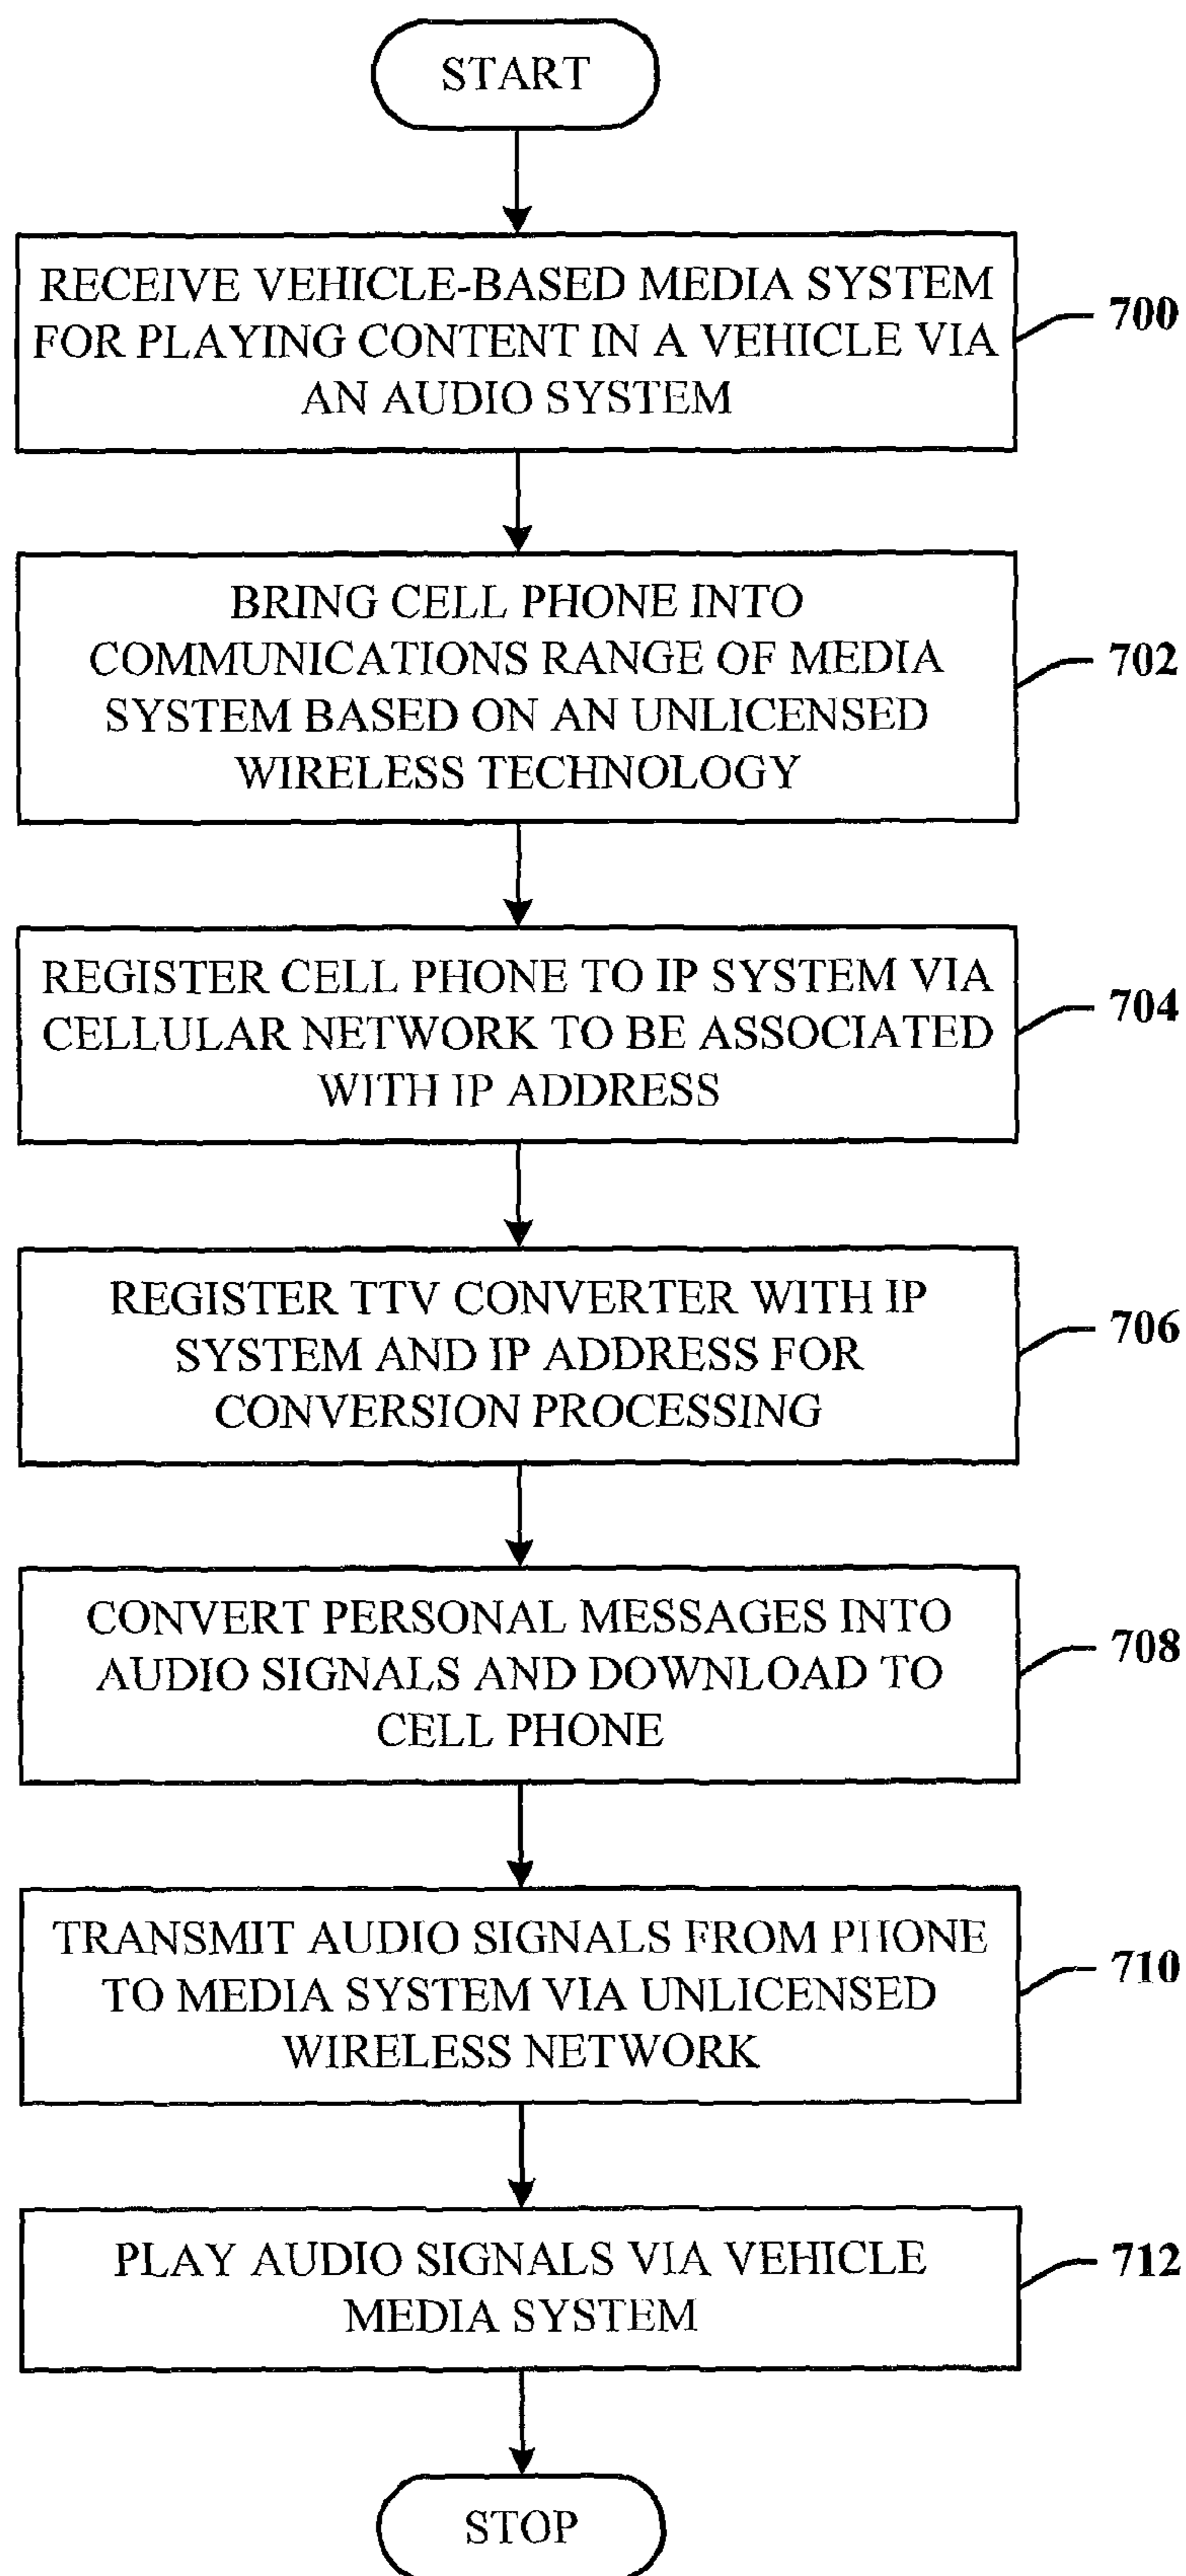 START
RECEIVE VEHICLE-BASED MEDIA SYSTEM
FOR PLAYING CONTENT IN A VEHICLE VIA
AN AUDIO SYSTEM
700
BRING CELL PHONE INTO
COMMUNICATIONS RANGE OF MEDIA
SYSTEM BASED ON AN UNLICENSED
WIRELESS TECHNOLOGY
702
REGISTER CELL PHONE TO IP SYSTEM VIA
CELLULAR NETWORK TO BE ASSOCIATED
WITH IP ADDRESS
704
REGISTER TTV CONVERTER WITH IP
SYSTEM AND IP ADDRESS FOR
CONVERSION PROCESSING
706
CONVERT PERSONAL MESSAGES INTO
AUDIO SIGNALS AND DOWNLOAD TO
CELL PHONE
708
TRANSMIT AUDIO SIGNALS FROM PHONE
TO MEDIA SYSTEM VIA UNLICENSED
WIRELESS NETWORK
710
PLAY AUDIO SIGNALS VIA VEHICLE
MEDIA SYSTEM
712
STOP